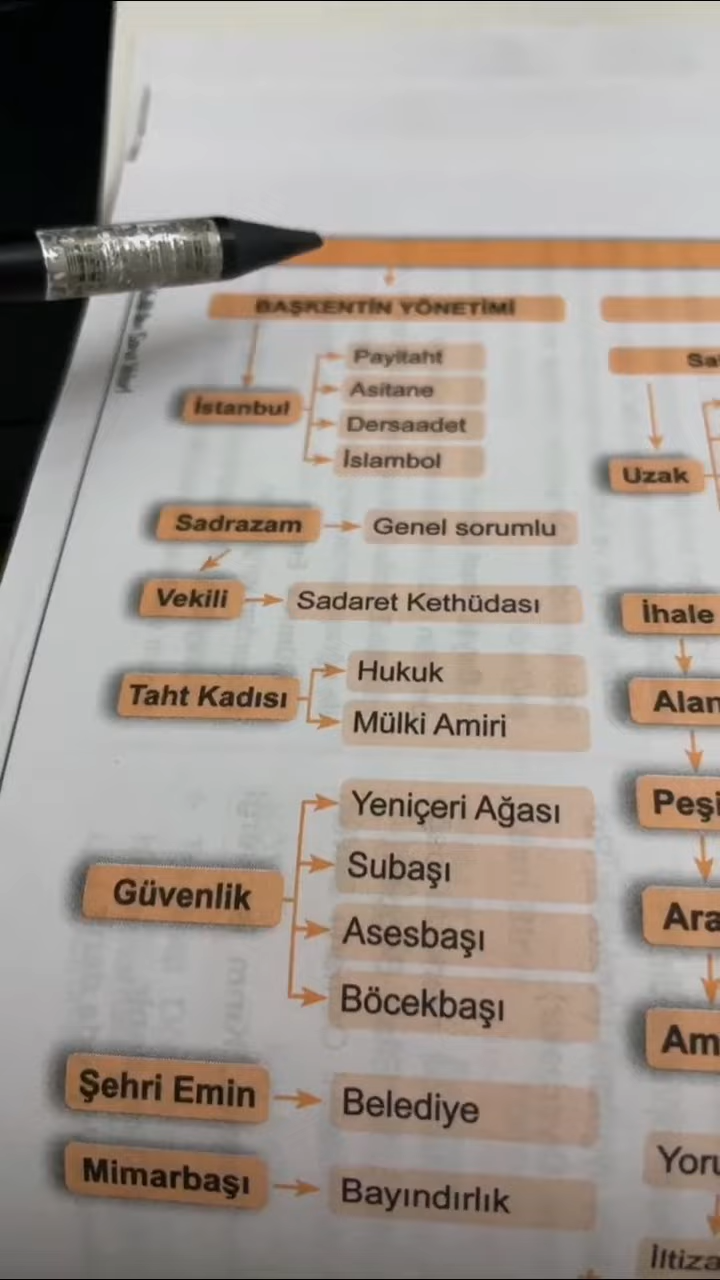 BAŞKENTİN YÖNETİMİ
İstanbul
Payitaht
Asitane
Dersaadet
İslambol
Sadrazam
Genel sorumlu
Vekili
Sadaret Kethüdası
Taht Kadısı
Hukuk
Mülki Amiri
Güvenlik
Yeniçeri Ağası
Subaşı
Asesbaşı
Böcekbaşı
Şehri Emin
Belediye
Mimarbaşı
Bayındırlık
Uzak
İhale